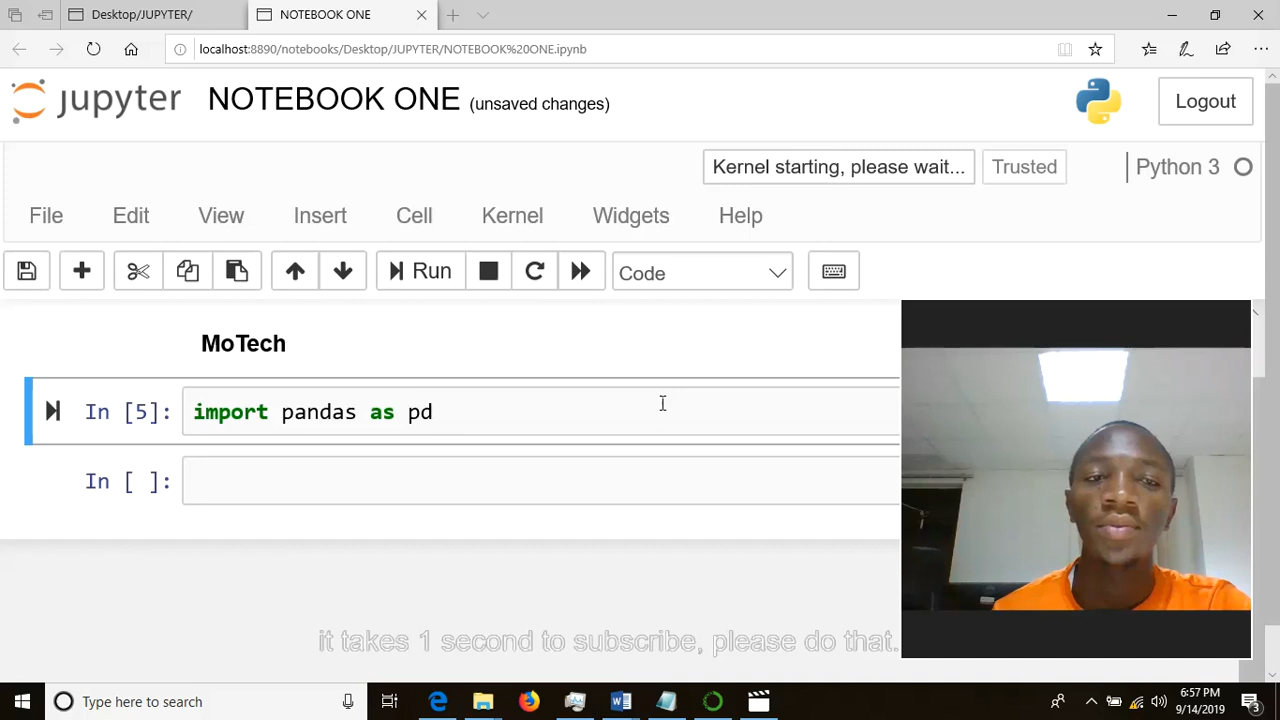 Desktop/JUPYTER/
NOTEBOOK ONE
localhost:8890/notebooks/Desktop/JUPYTER/NOTEBOOK%20ONE.ipynb
jupyter
NOTEBOOK ONE (unsaved changes)
Logout
Kernel starting, please wait...
Trusted
Python 3
File Edit View Insert Cell Kernel Widgets Help
Run
Code
MoTech
In [5]: import pandas as pd
In [ ]:
it takes 1 second to subscribe, please do that.
Type here to search
6:57 PM
9/14/2019
3